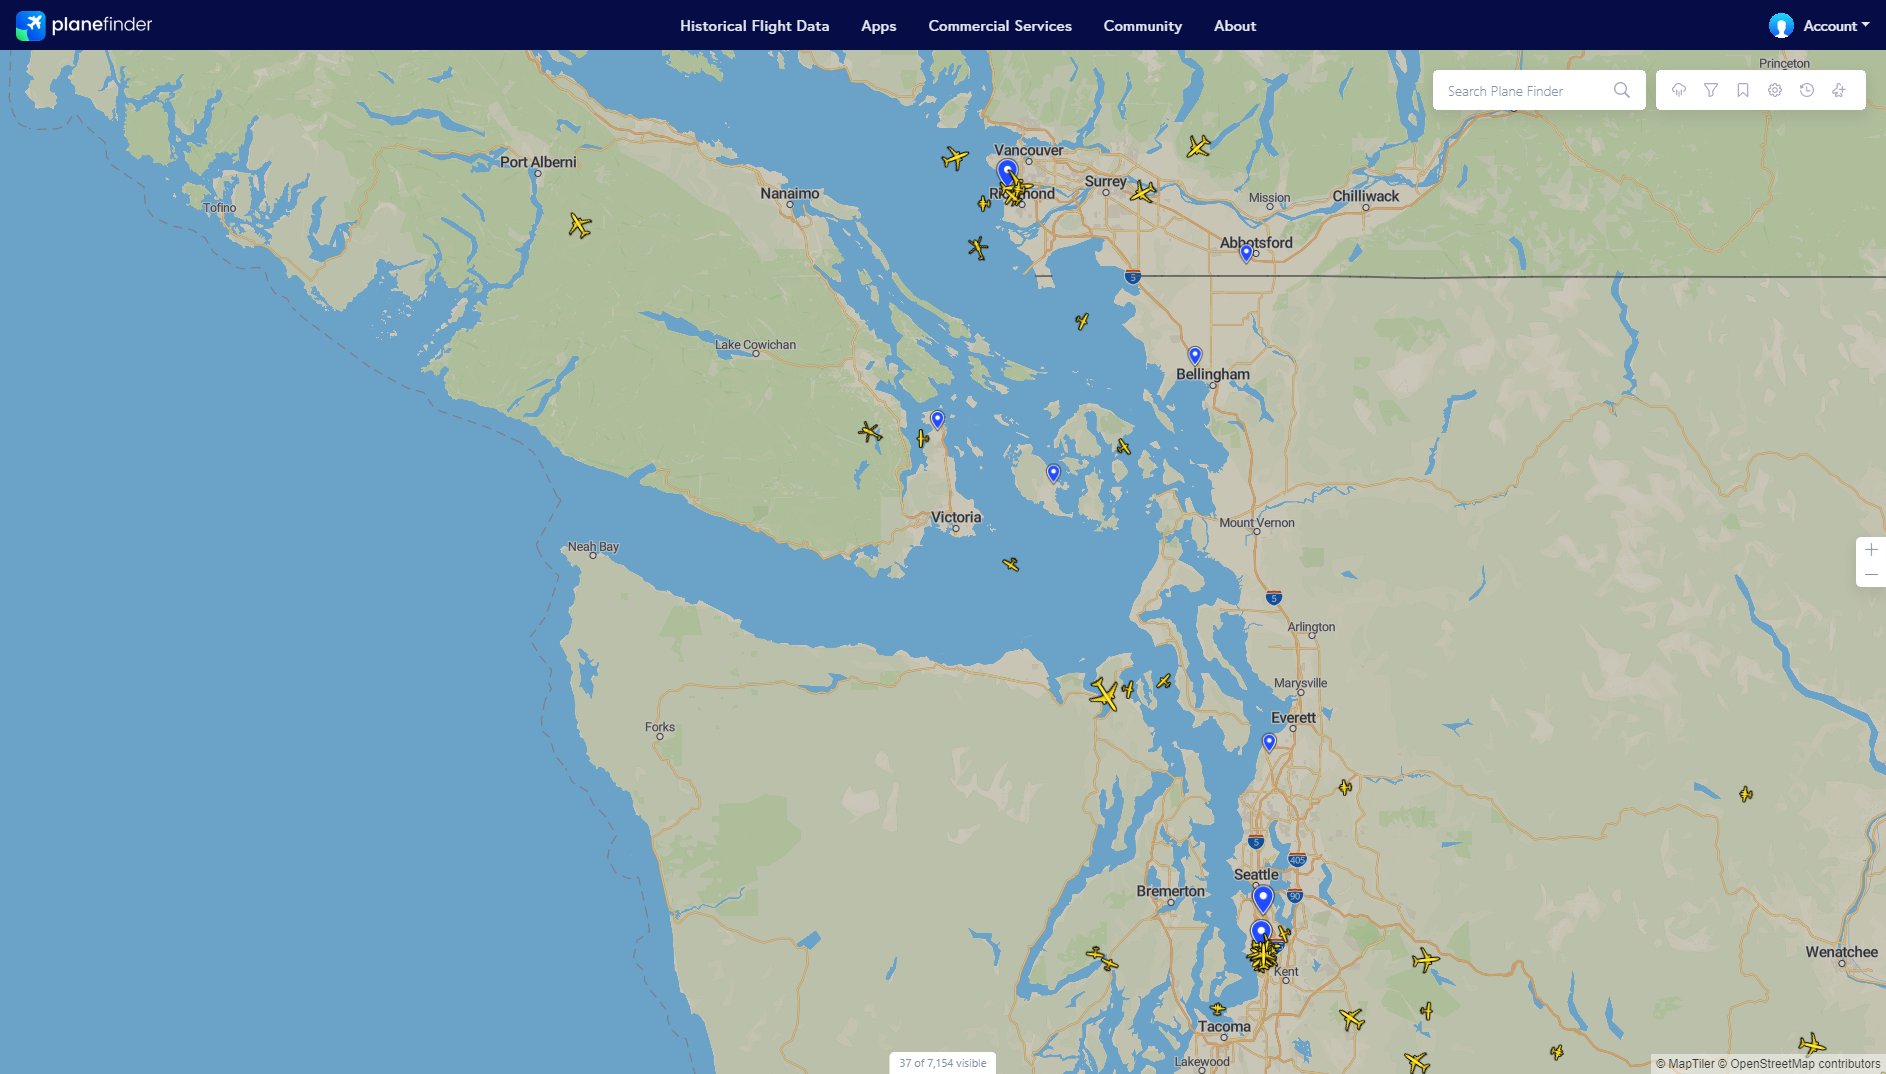 planefinder
Historical Flight Data
Apps
Commercial Services
Community
About
Account
Princeton
Search Plane Finder
Vancouver
Port Alberni
Surrey
Nanaimo
Mission
Chilliwack
Tofino
Abbotsford
5
Lake Cowichan
Bellingham
Victoria
Mount Vernon
Neah Bay
5
Arlington
Marysville
Everett
Forks
5
405
Seattle
Bremerton
90
Wenatchee
Kent
Tacoma
Lakewood
37 of 7,154 visible
© MapTiler © OpenStreetMap contributors